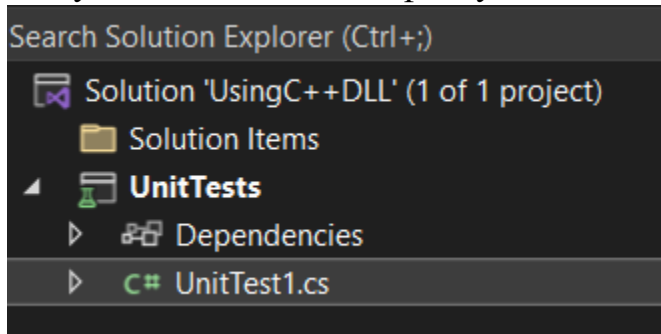 Search Solution Explorer (Ctrl+;)
Solution 'UsingC++DLL' (1 of 1 project)
Solution Items
UnitTests
Dependencies
C# UnitTest1.cs